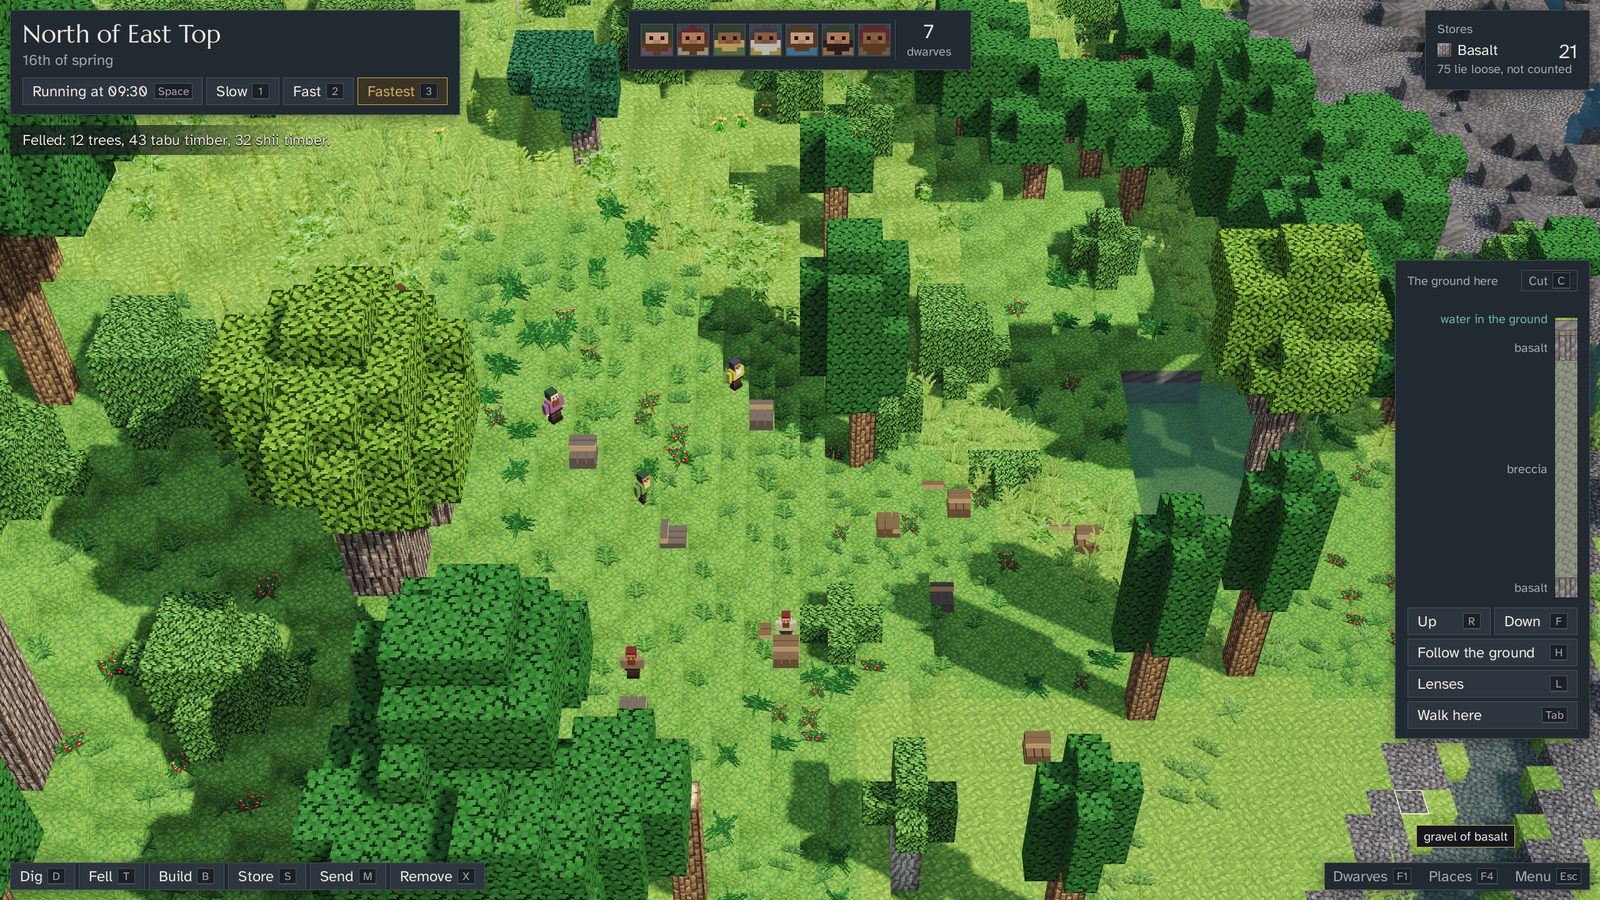 North of East Top
16th of spring
Running at 09:30 Space
Slow 1
Fast 2
Fastest 3
Felled: 12 trees, 43 tabu timber, 32 shii timber.
7
dwarves
Stores
Basalt 21
75 lie loose, not counted
The ground here
Cut C
water in the ground
basalt
breccia
basalt
Up R
Down F
Follow the ground H
Lenses L
Walk here Tab
gravel of basalt
Dig D
Fell T
Build B
Store S
Send M
Remove X
Dwarves F1
Places F4
Menu Esc